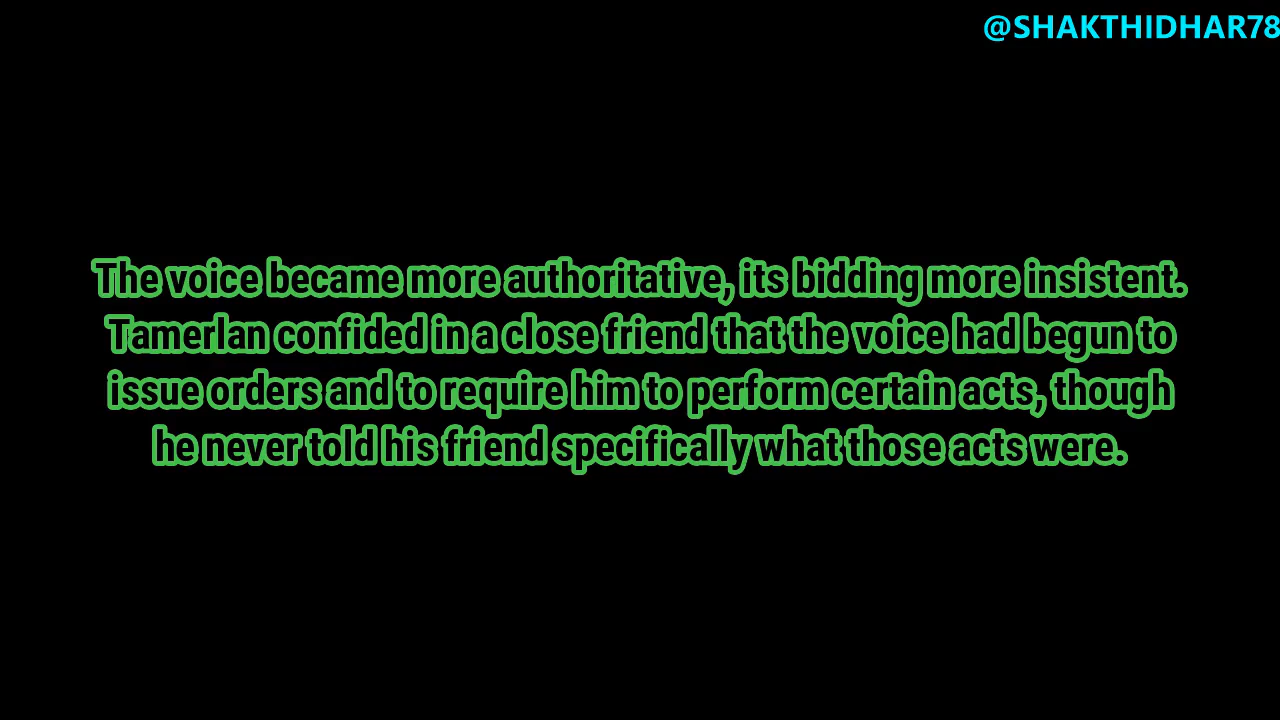 @SHAKTHIDHAR78
The voice became more authoritative, its bidding more insistent.
Tamerlan confided in a close friend that the voice had begun to
issue orders and to require him to perform certain acts, though
he never told his friend specifically what those acts were.